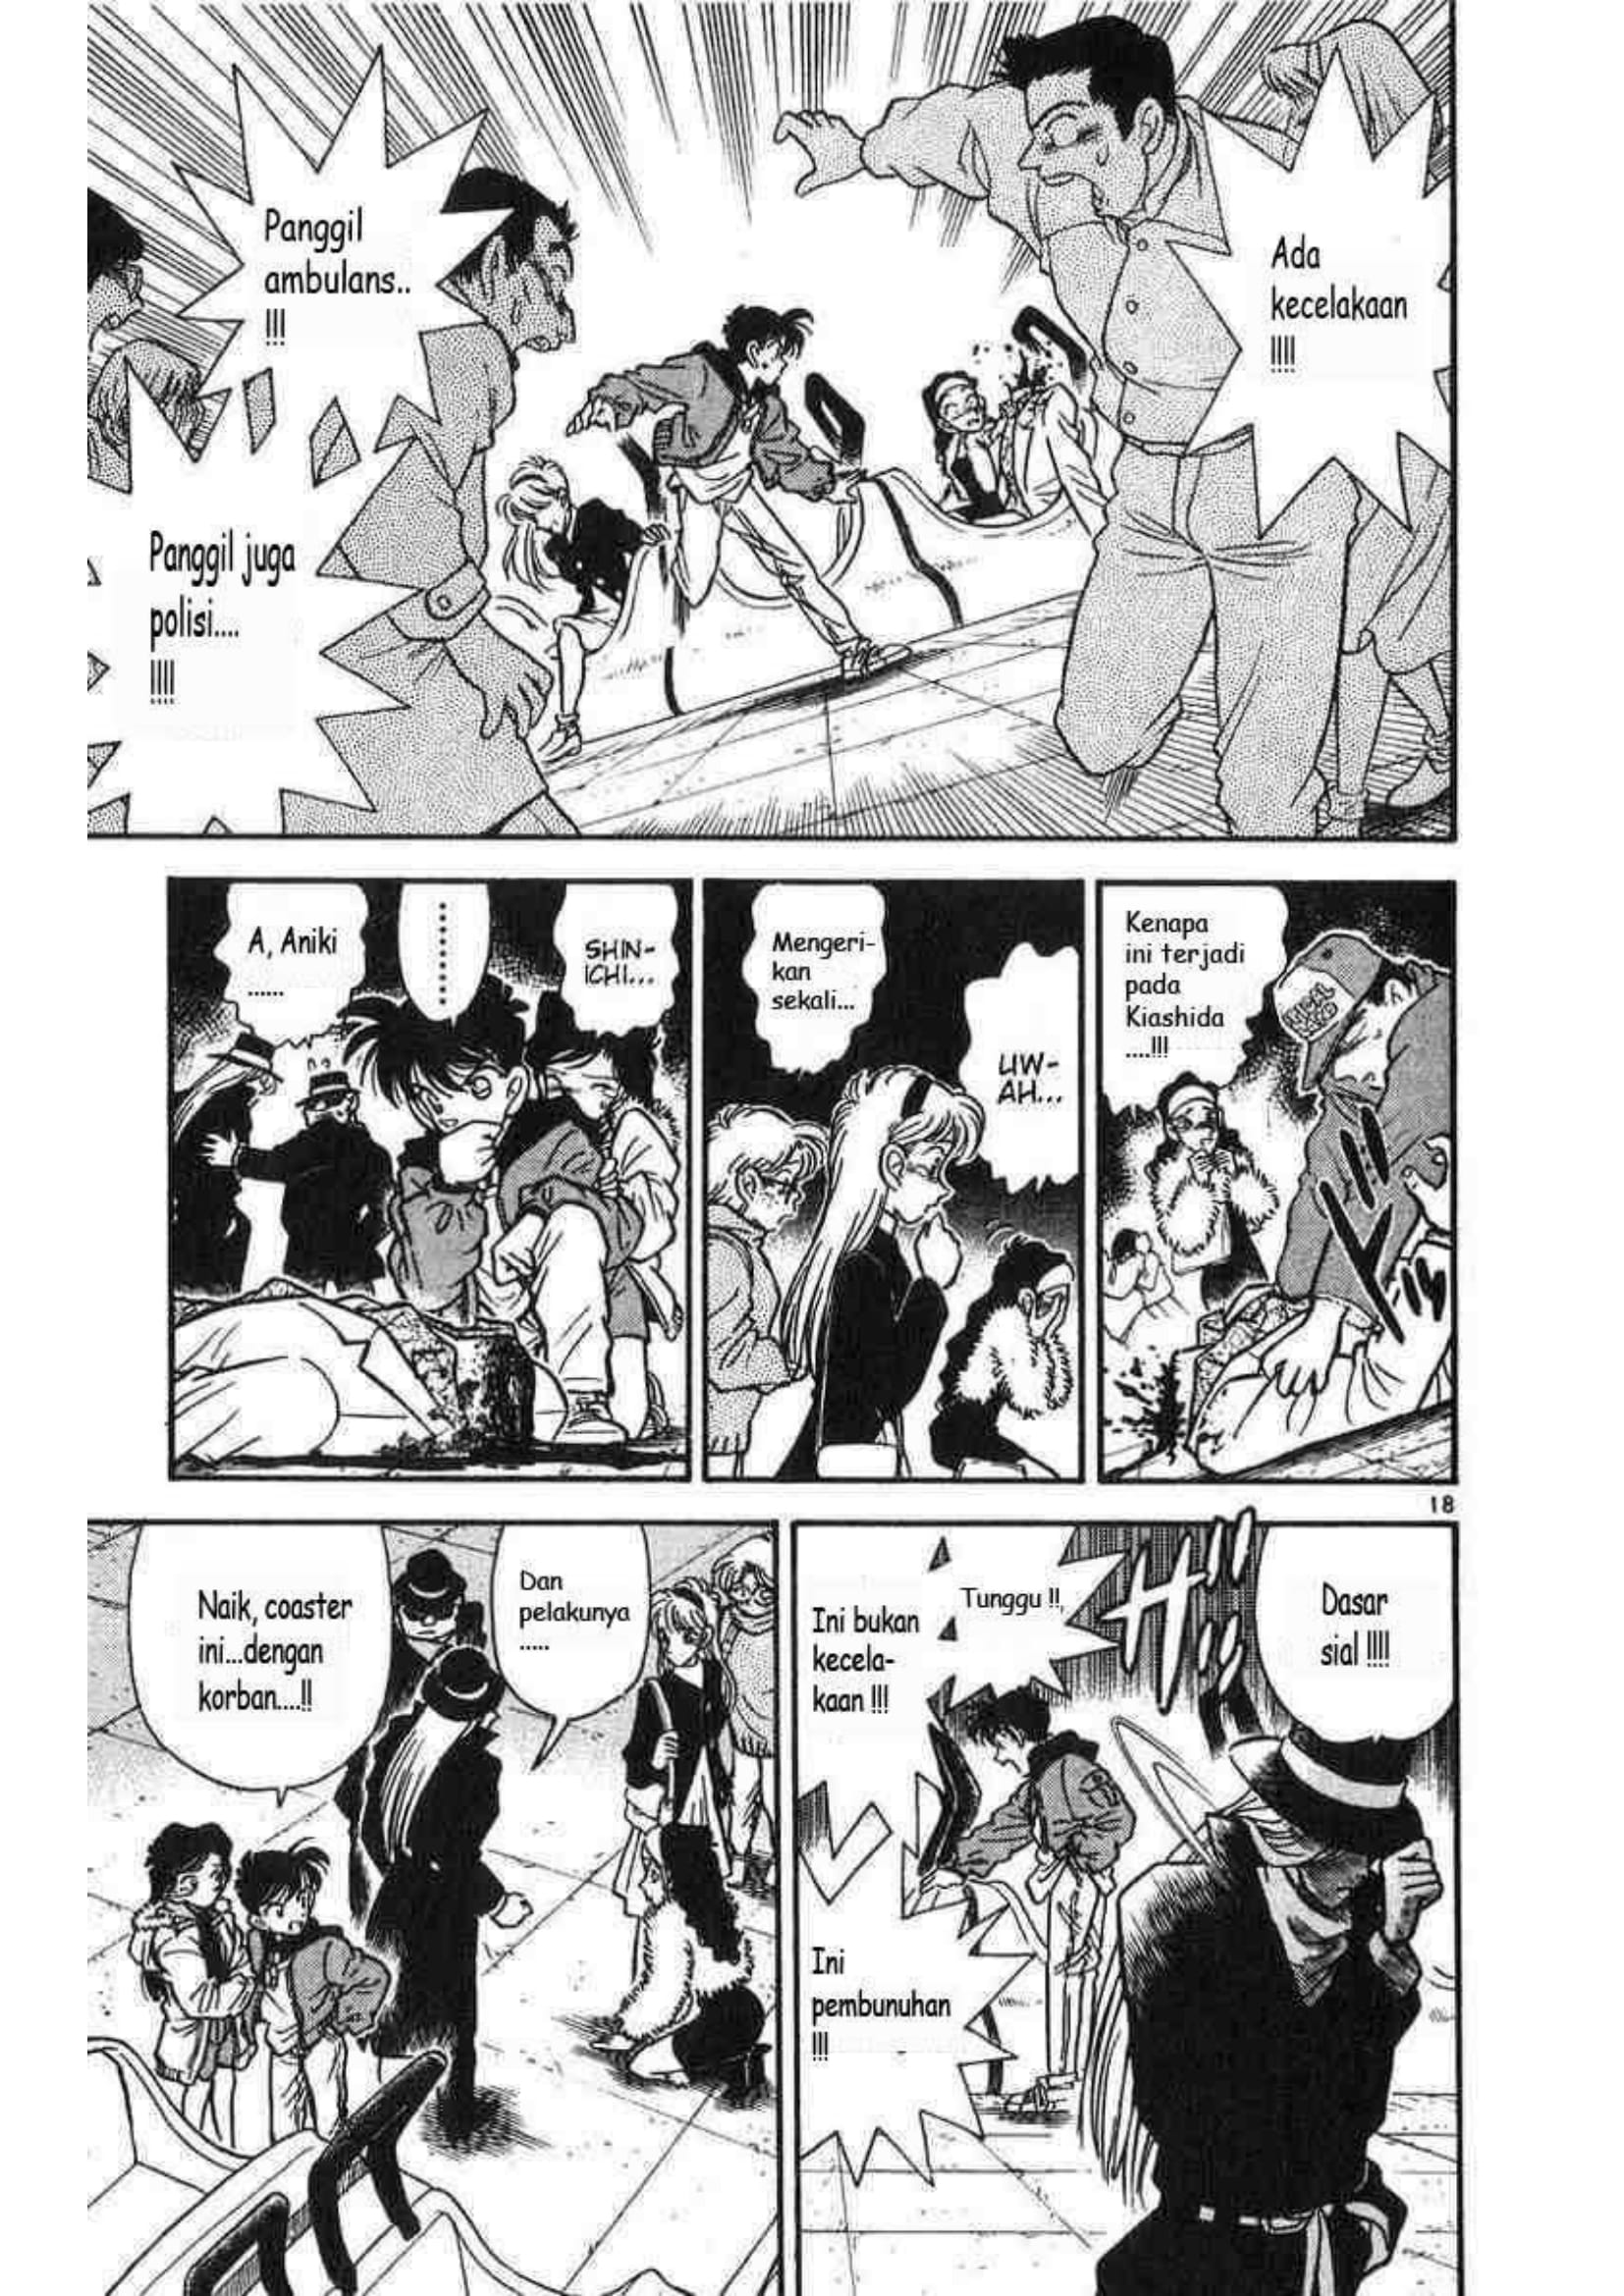 Ada
kecelakaan
!!!!
Panggil
ambulans..
!!!
Panggil juga
polisi....
!!!!
Kenapa
ini terjadi
pada
Kiashida
....!!!
UW-
AH...
Mengeri-
kan
sekali...
SHIN-
ICHI...
.........
A, Aniki
......
18
Dasar
sial !!!!
Tunggu !!,
Ini bukan
kecela-
kaan !!!
Ini
pembunuhan
!!!
Dan
pelakunya
.....
Naik, coaster
ini...dengan
korban....!!